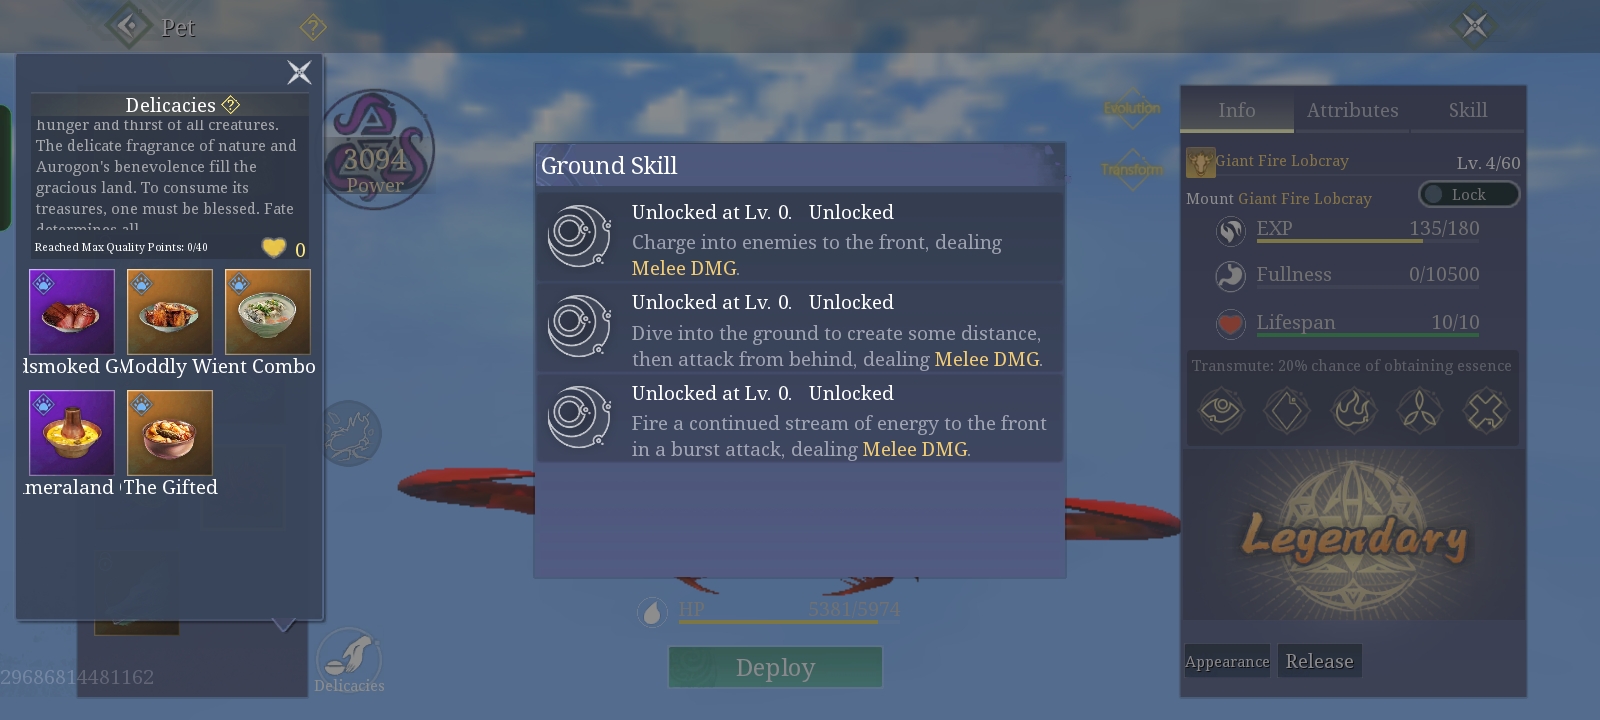 Pet
Delicacies
hunger and thirst of all creatures.
The delicate fragrance of nature and
Aurogon's benevolence fill the
gracious land. To consume its
treasures, one must be blessed. Fate
determines all
Reached Max Quality Points: 0/40
0
dsmoked G
Moddly W
ient Combo
meraland
The Gifted
29686814481162
3094
Power
Delicacies
Ground Skill
Unlocked at Lv. 0. Unlocked
Charge into enemies to the front, dealing
Melee DMG.
Unlocked at Lv. 0. Unlocked
Dive into the ground to create some distance,
then attack from behind, dealing Melee DMG.
Unlocked at Lv. 0. Unlocked
Fire a continued stream of energy to the front
in a burst attack, dealing Melee DMG.
HP 5381/5974
Deploy
Evolution
Transform
Info Attributes Skill
Giant Fire Lobcray Lv. 4/60
Mount Giant Fire Lobcray Lock
EXP 135/180
Fullness 0/10500
Lifespan 10/10
Transmute: 20% chance of obtaining essence
Legendary
Appearance Release